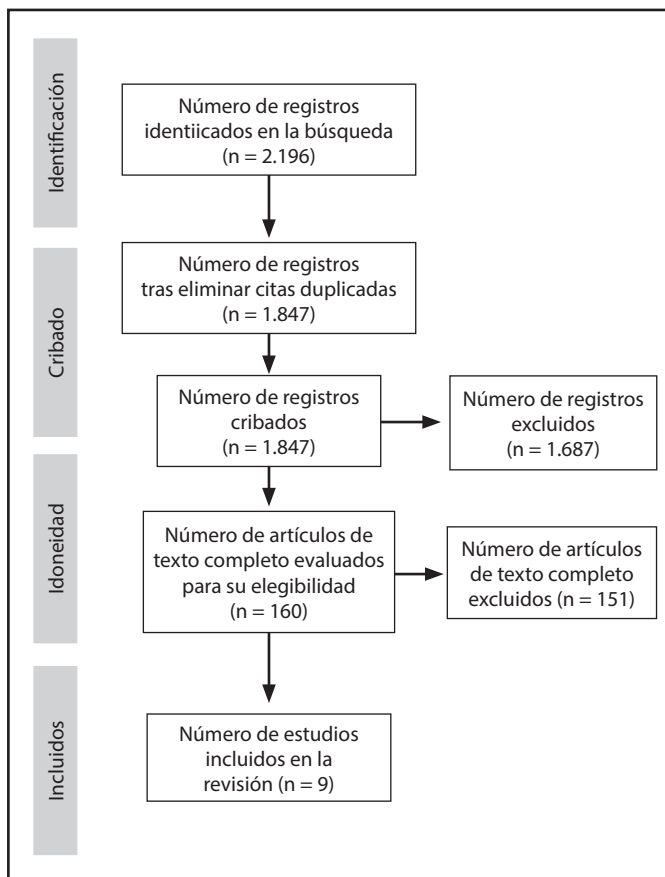 Identificación
Número de registros
identiicados en la búsqueda
(n = 2.196)
Cribado
Número de registros
tras eliminar citas duplicadas
(n = 1.847)
Número de registros
cribados
(n = 1.847)
Número de registros
excluidos
(n = 1.687)
Idoneidad
Número de artículos de
texto completo evaluados
para su elegibilidad
(n = 160)
Número de artículos
de texto completo
excluidos (n = 151)
Incluidos
Número de estudios
incluidos en la
revisión (n = 9)